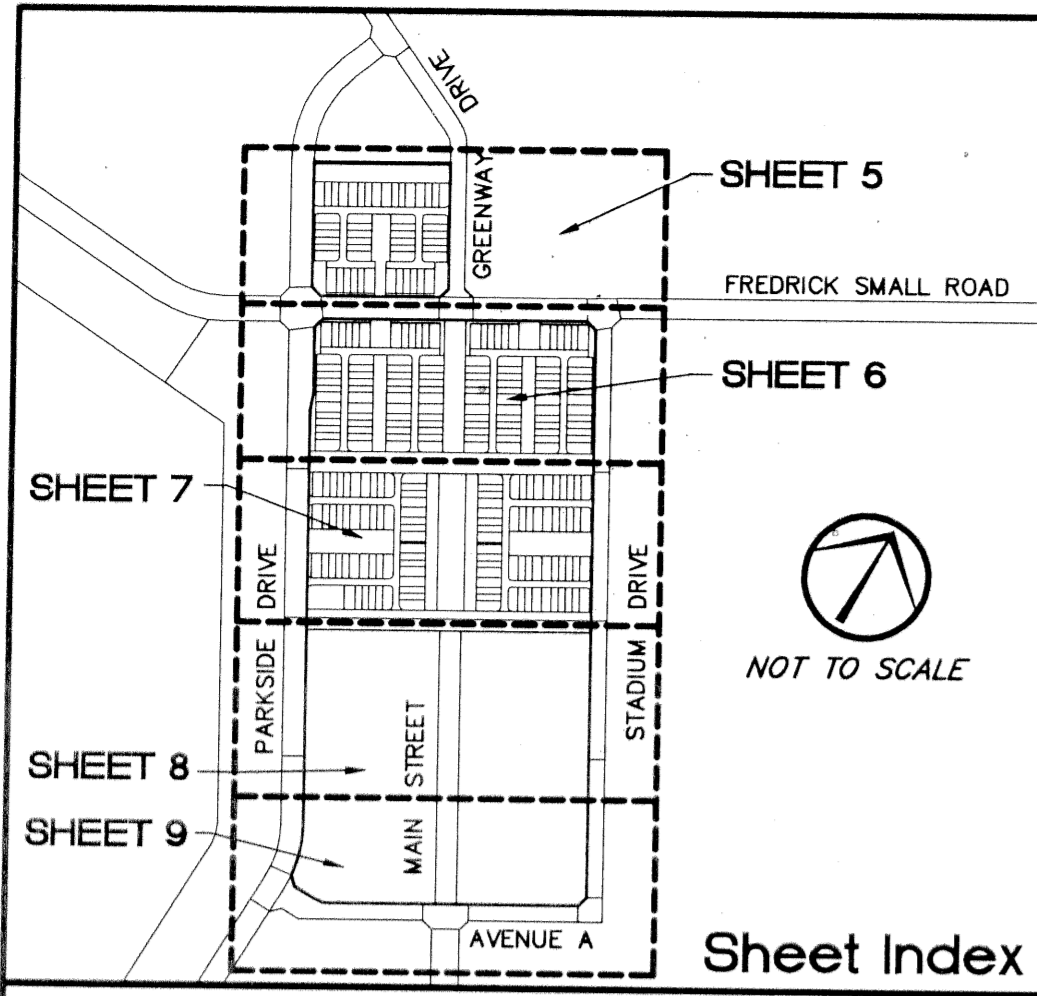 DRIVE
GREENWAY
SHEET 5
FREDRICK SMALL ROAD
SHEET 6
SHEET 7
PARKSIDE DRIVE
STADIUM DRIVE
NOT TO SCALE
SHEET 8
MAIN STREET
SHEET 9
AVENUE A
Sheet Index